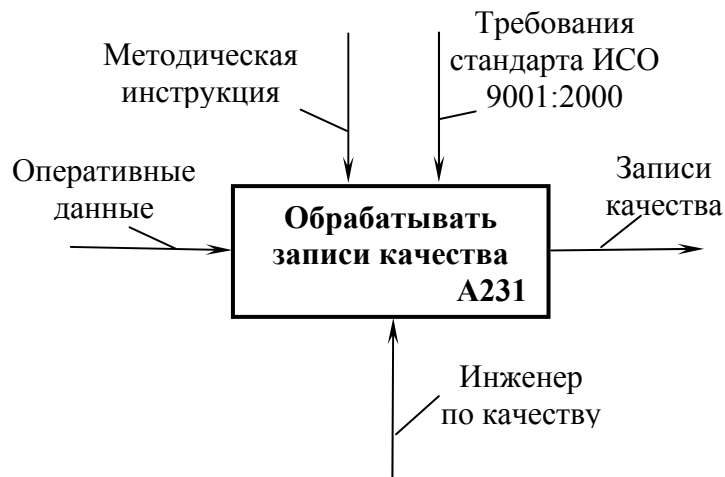 Методическая
инструкция
Требования
стандарта ИСО
9001:2000
Оперативные
данные
Обрабатывать
записи качества
А231
Записи
качества
Инженер
по качеству